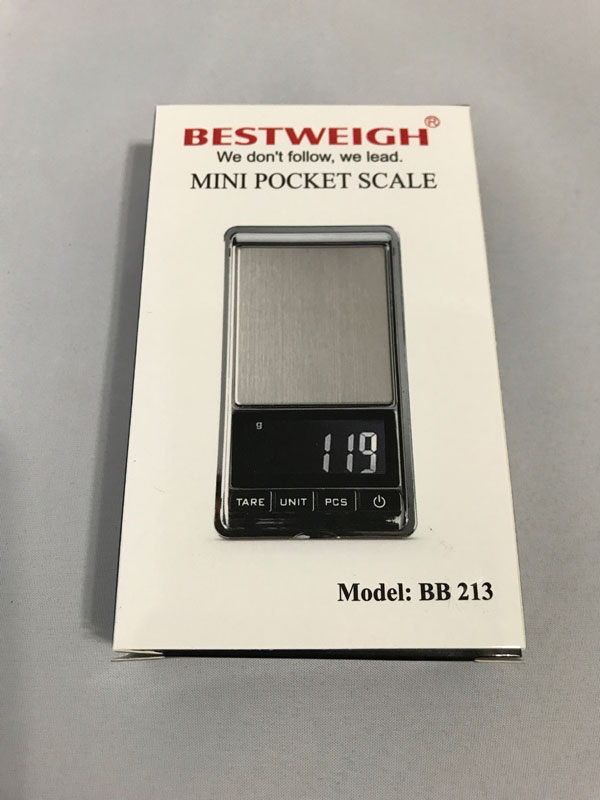 BESTWEIGH®
We don't follow, we lead.
MINI POCKET SCALE
g
119
TARE UNIT PCS
Model: BB 213